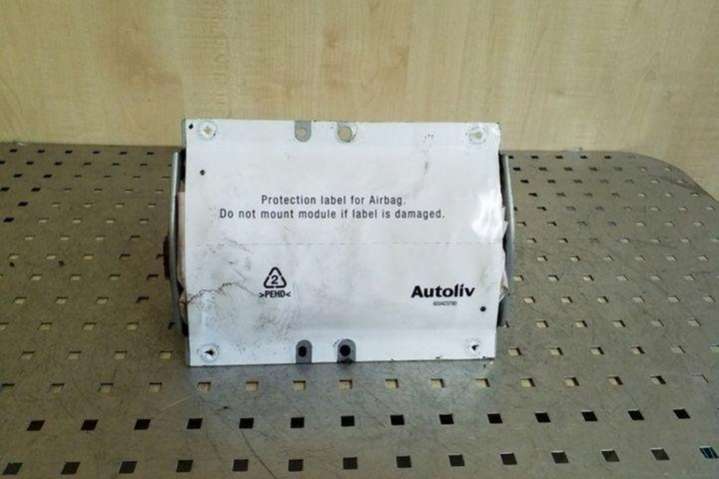 Protection label for Airbag.
Do not mount module if label is damaged.
2
>PEHD<
Autoliv